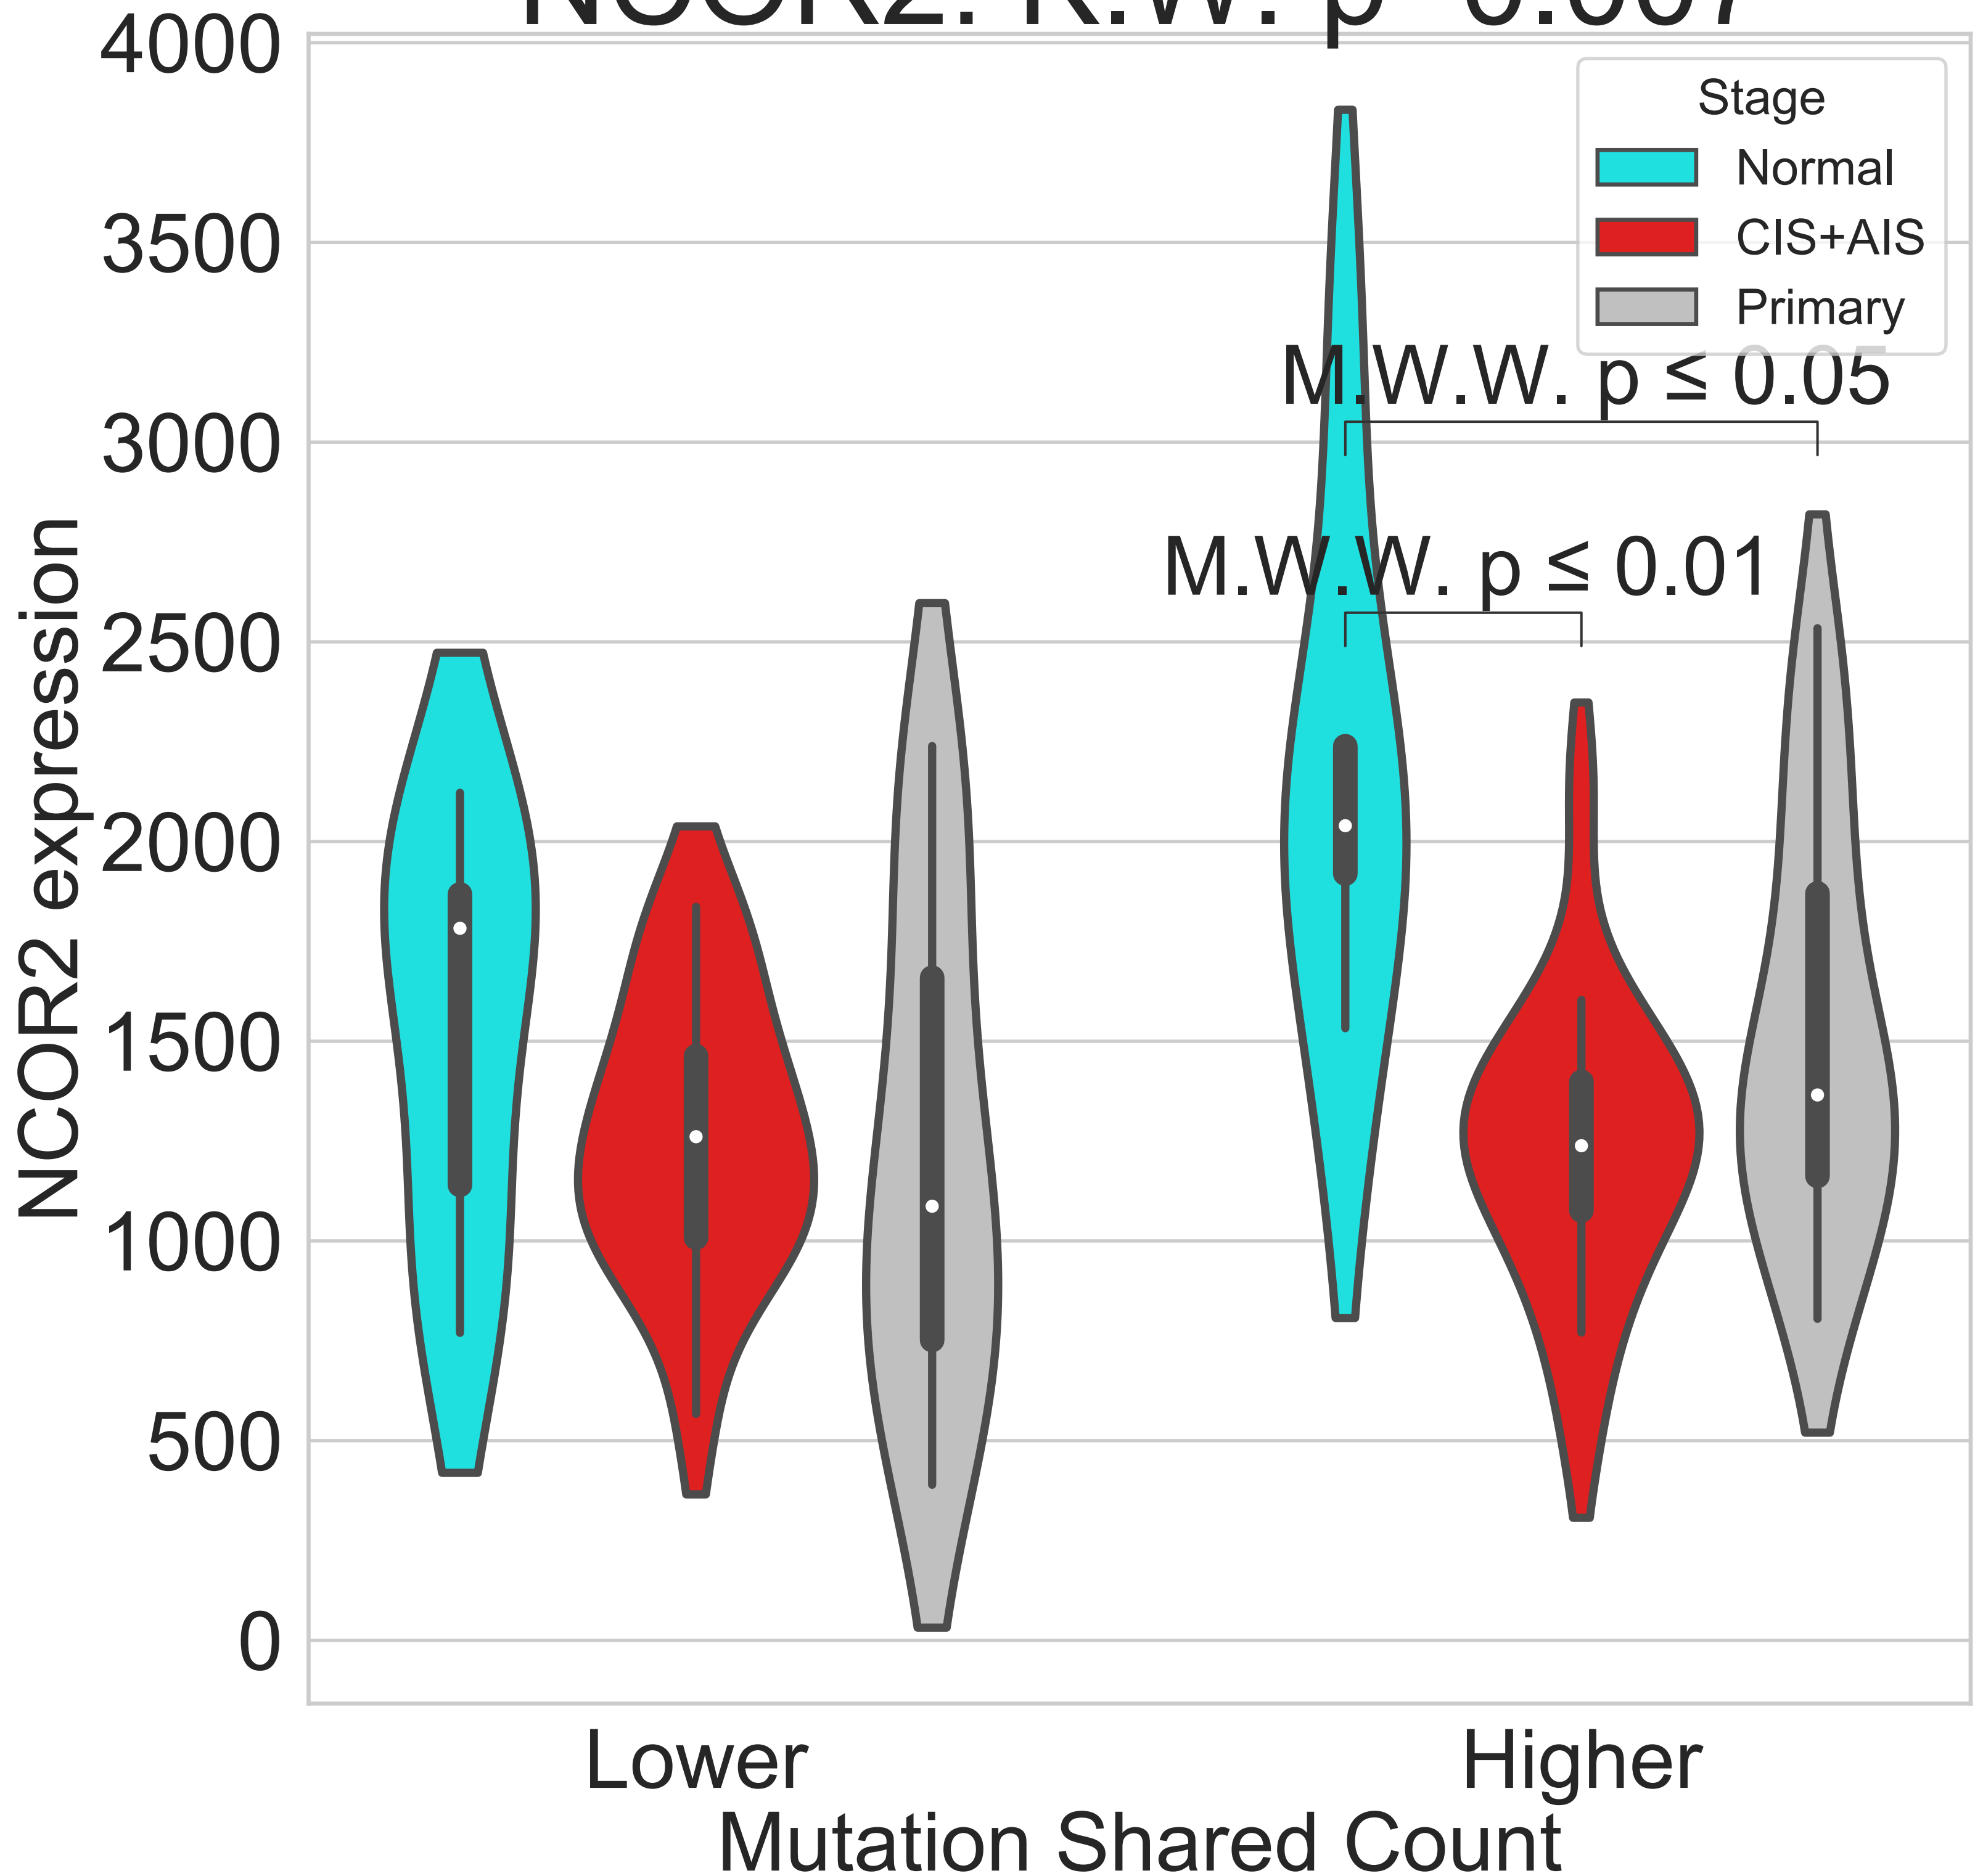 NCOR2: K.W. p
4000
3500
3000
2500
2000
1500
1000
500
0
NCOR2 expression
Stage
Normal
CIS+AIS
Primary
M.W.W. p ≤ 0.05
M.W.W. p ≤ 0.01
Lower
Higher
Mutation Shared Count